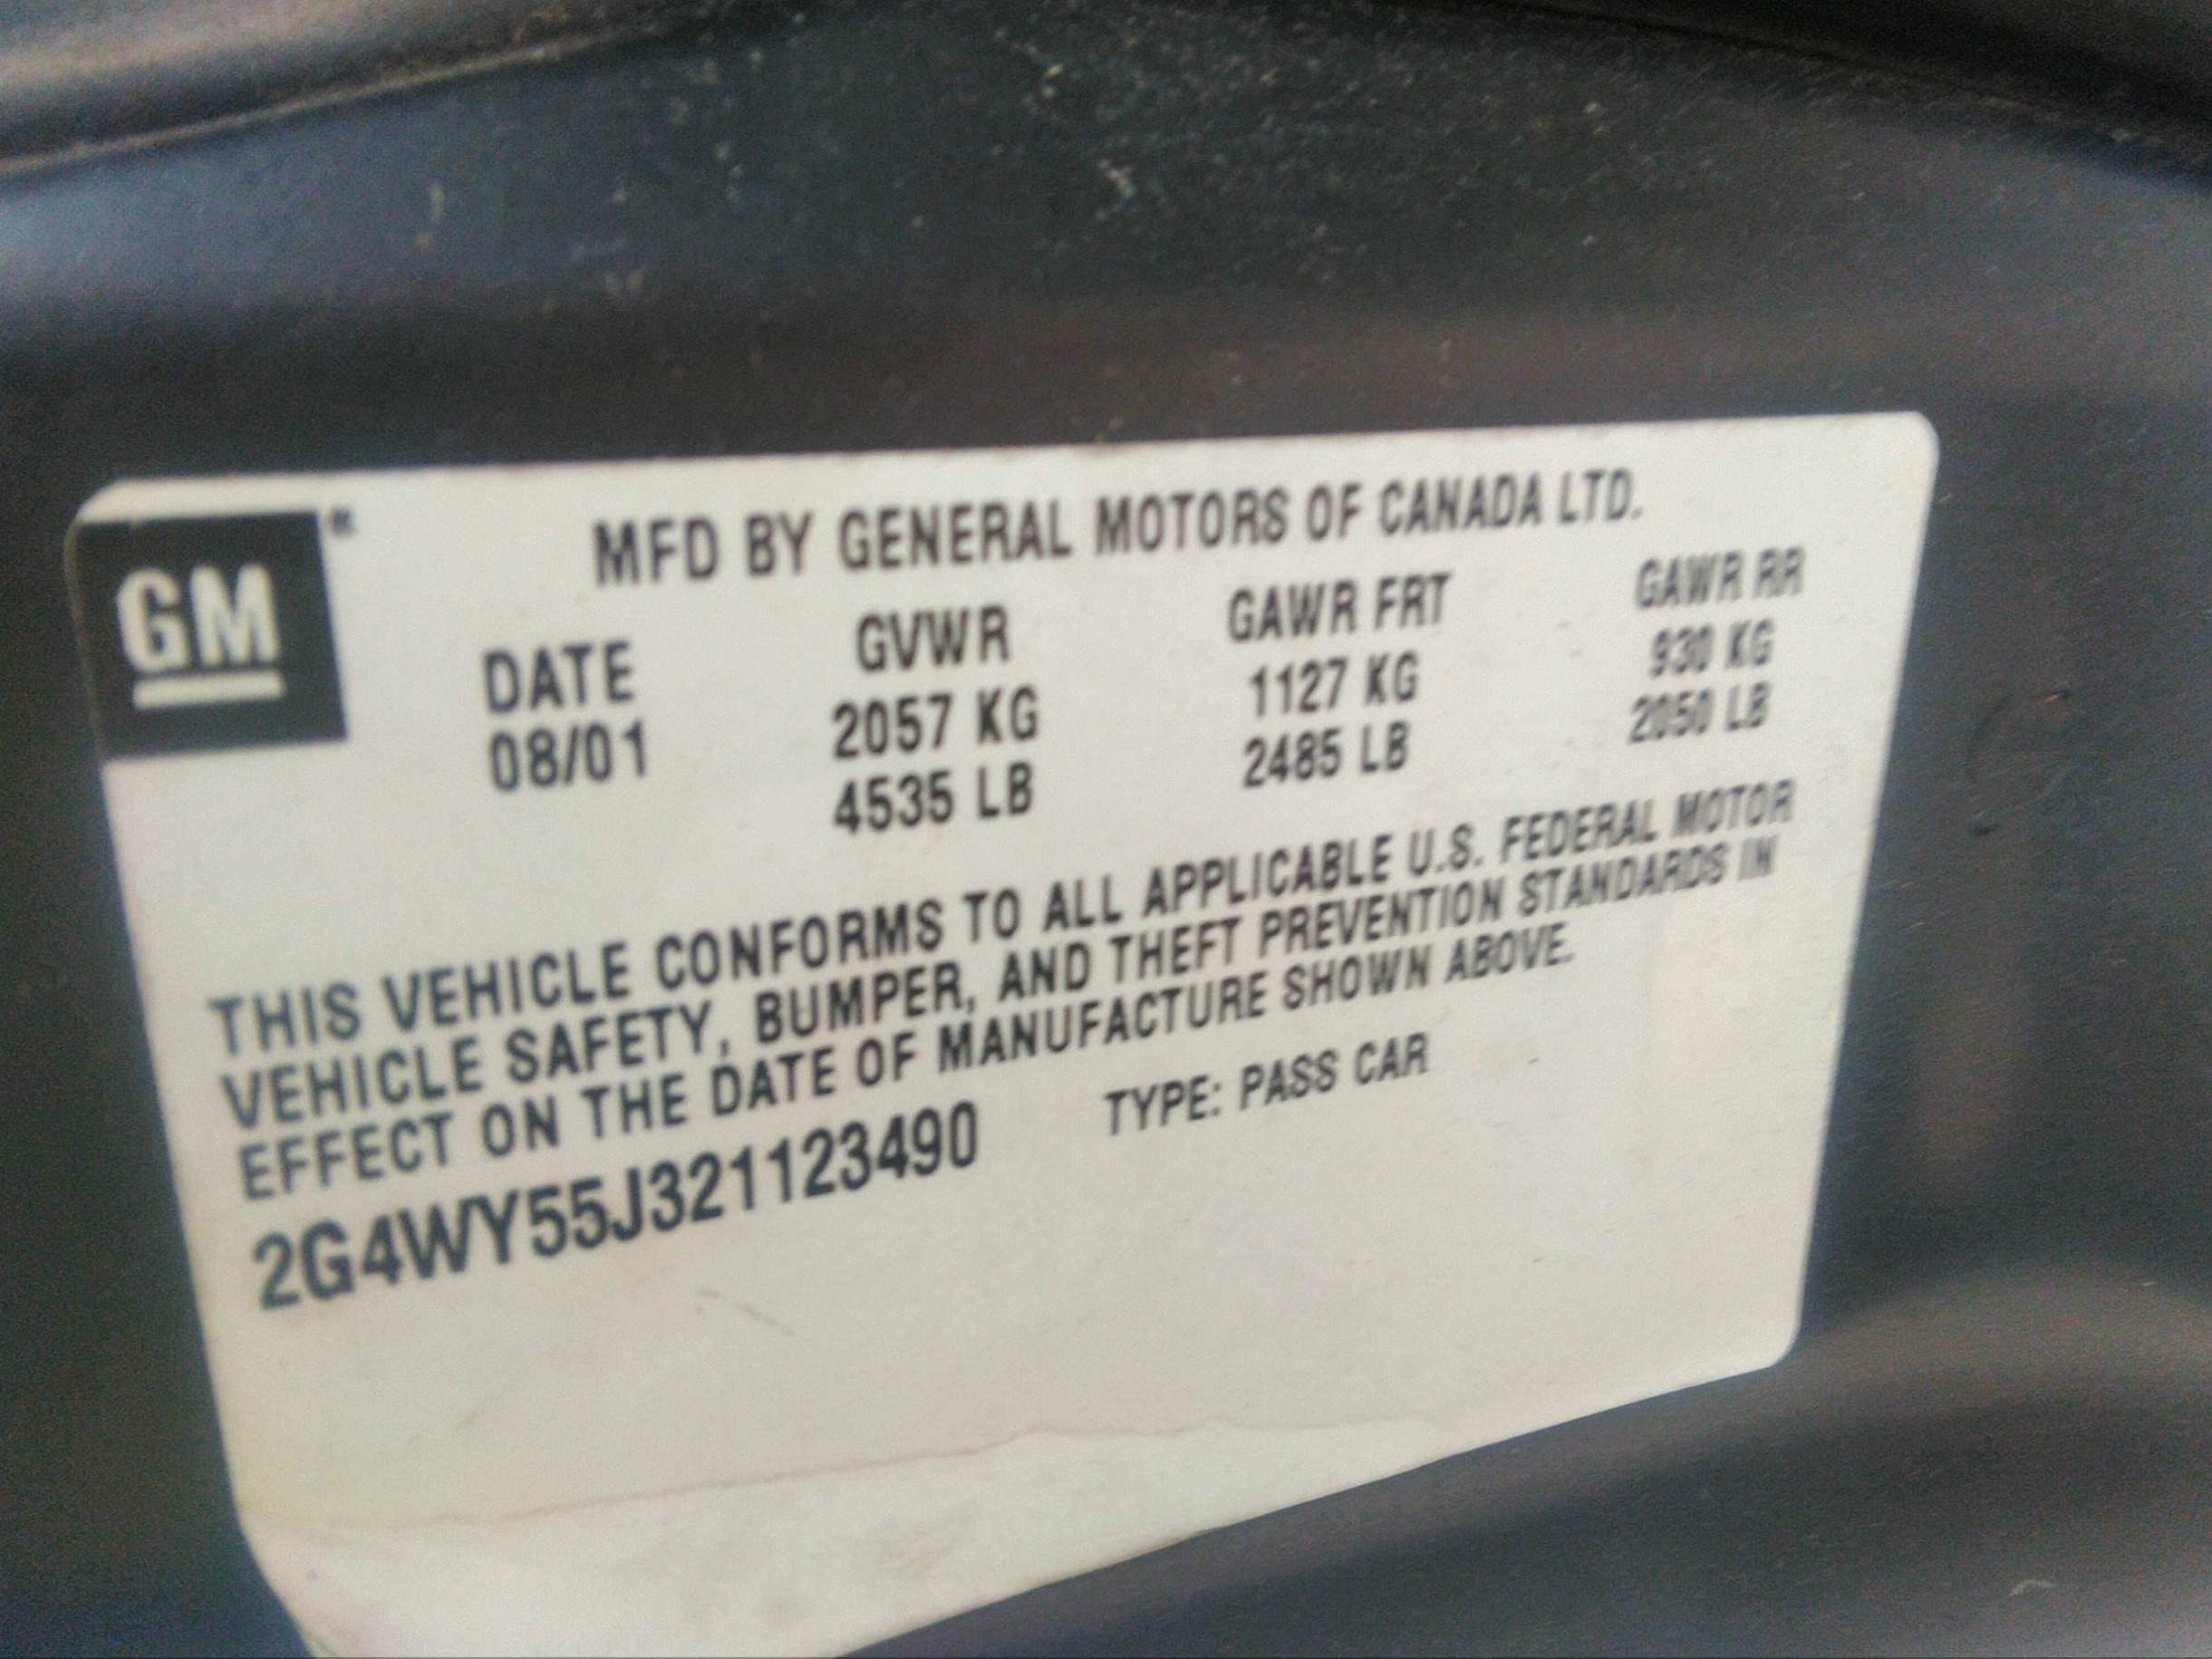 GM
MFD BY GENERAL MOTORS OF CANADA LTD.
DATE GVWR GAWR FRT GAWR RR
08/01 2057 KG 1127 KG 930 KG
4535 LB 2485 LB 2050 LB
THIS VEHICLE CONFORMS TO ALL APPLICABLE U.S. FEDERAL MOTOR
VEHICLE SAFETY, BUMPER, AND THEFT PREVENTION STANDARDS IN
EFFECT ON THE DATE OF MANUFACTURE SHOWN ABOVE.
2G4WY55J321123490 TYPE: PASS CAR